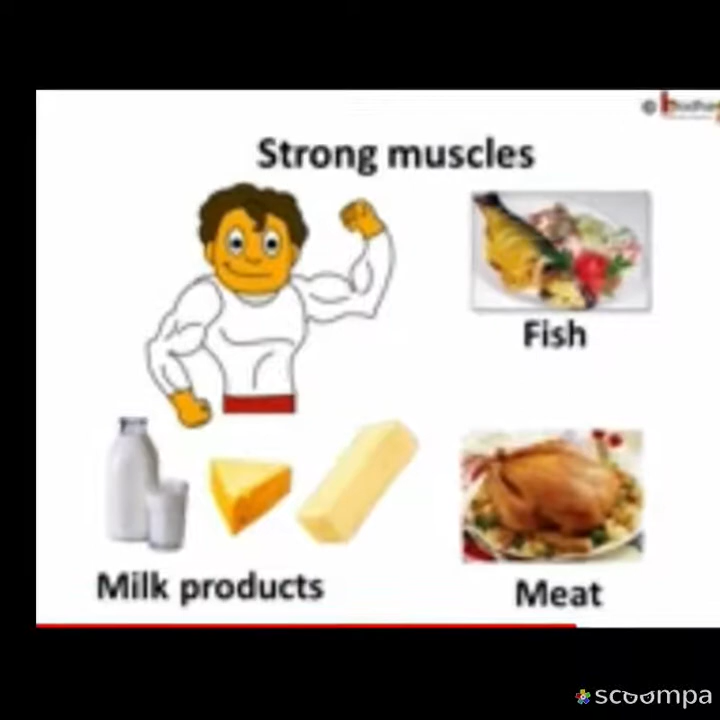 Strong muscles
Fish
Milk products
Meat
scoompa